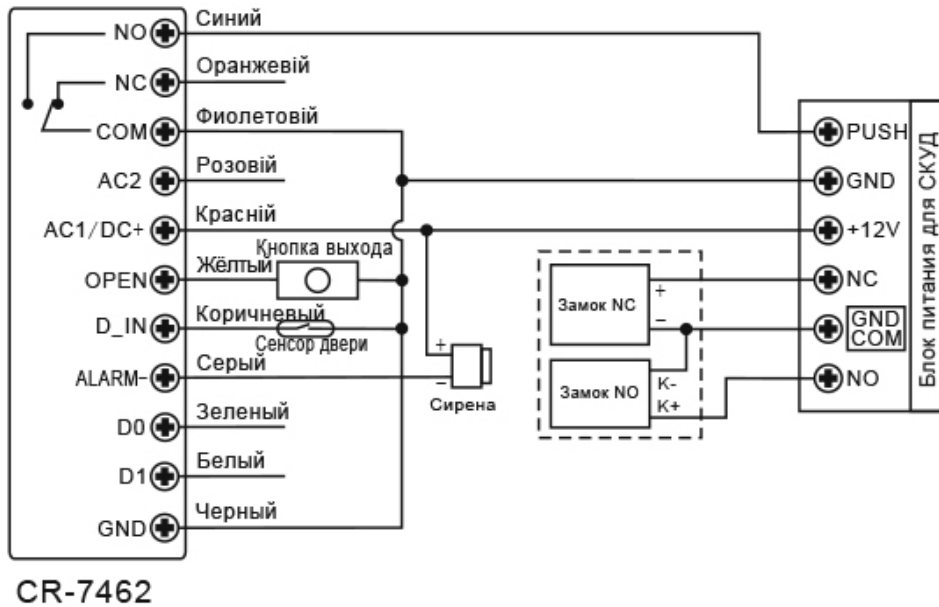 NO
Синий
NC
Оранжевій
COM
Фиолетовій
AC2
Розовій
AC1/DC+
Красній
OPEN
Жёлтый
Кнопка выхода
D_IN
Коричневый
Сенсор двери
ALARM-
Серый
+
−
Сирена
D0
Зеленый
D1
Белый
GND
Черный
CR-7462
Замок NC
+
−
Замок NO
K-
K+
PUSH
GND
+12V
NC
GND
COM
NO
Блок питания для СКУД